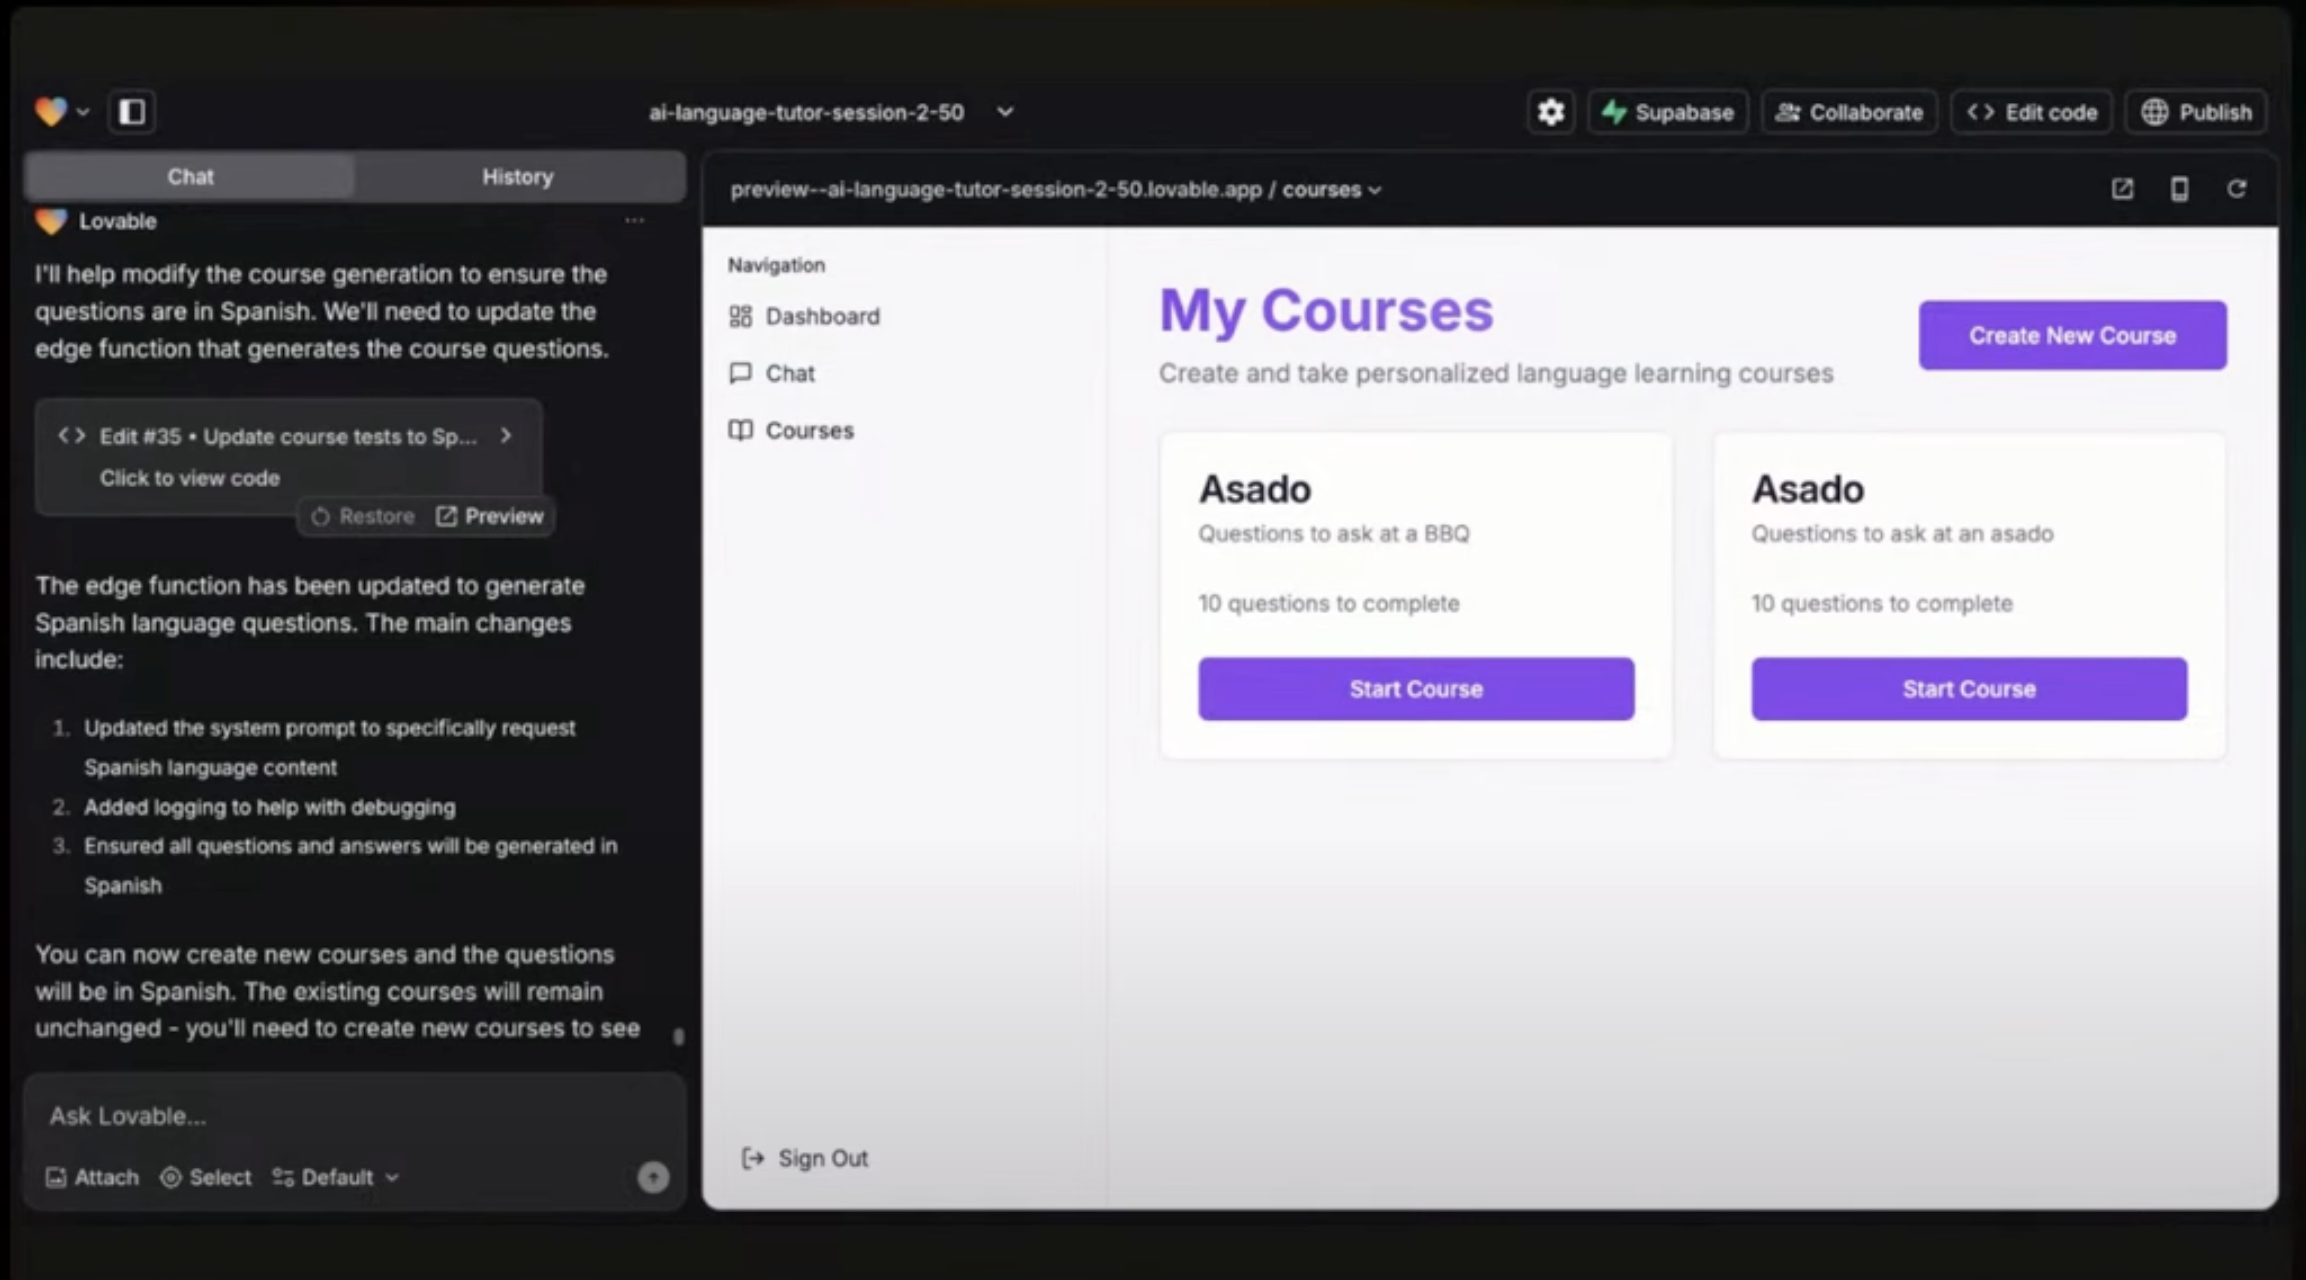 ai-language-tutor-session-2-50
Supabase
Collaborate
Edit code
Publish
Chat
History
Lovable
I'll help modify the course generation to ensure the
questions are in Spanish. We'll need to update the
edge function that generates the course questions.
Edit #35 • Update course tests to Sp...
Click to view code
Restore
Preview
The edge function has been updated to generate
Spanish language questions. The main changes
include:
1. Updated the system prompt to specifically request
Spanish language content
2. Added logging to help with debugging
3. Ensured all questions and answers will be generated in
Spanish
You can now create new courses and the questions
will be in Spanish. The existing courses will remain
unchanged - you'll need to create new courses to see
Ask Lovable...
Attach
Select
Default
preview--ai-language-tutor-session-2-50.lovable.app / courses
Navigation
Dashboard
Chat
Courses
Sign Out
My Courses
Create and take personalized language learning courses
Create New Course
Asado
Questions to ask at a BBQ
10 questions to complete
Start Course
Asado
Questions to ask at an asado
10 questions to complete
Start Course